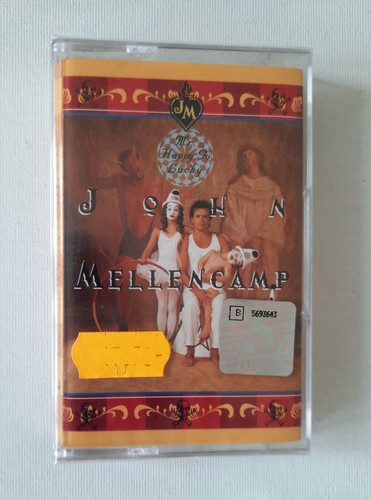 JM
Mr.
Happy Go
Lucky
JOHN
MELLENCAMP
B 5693643